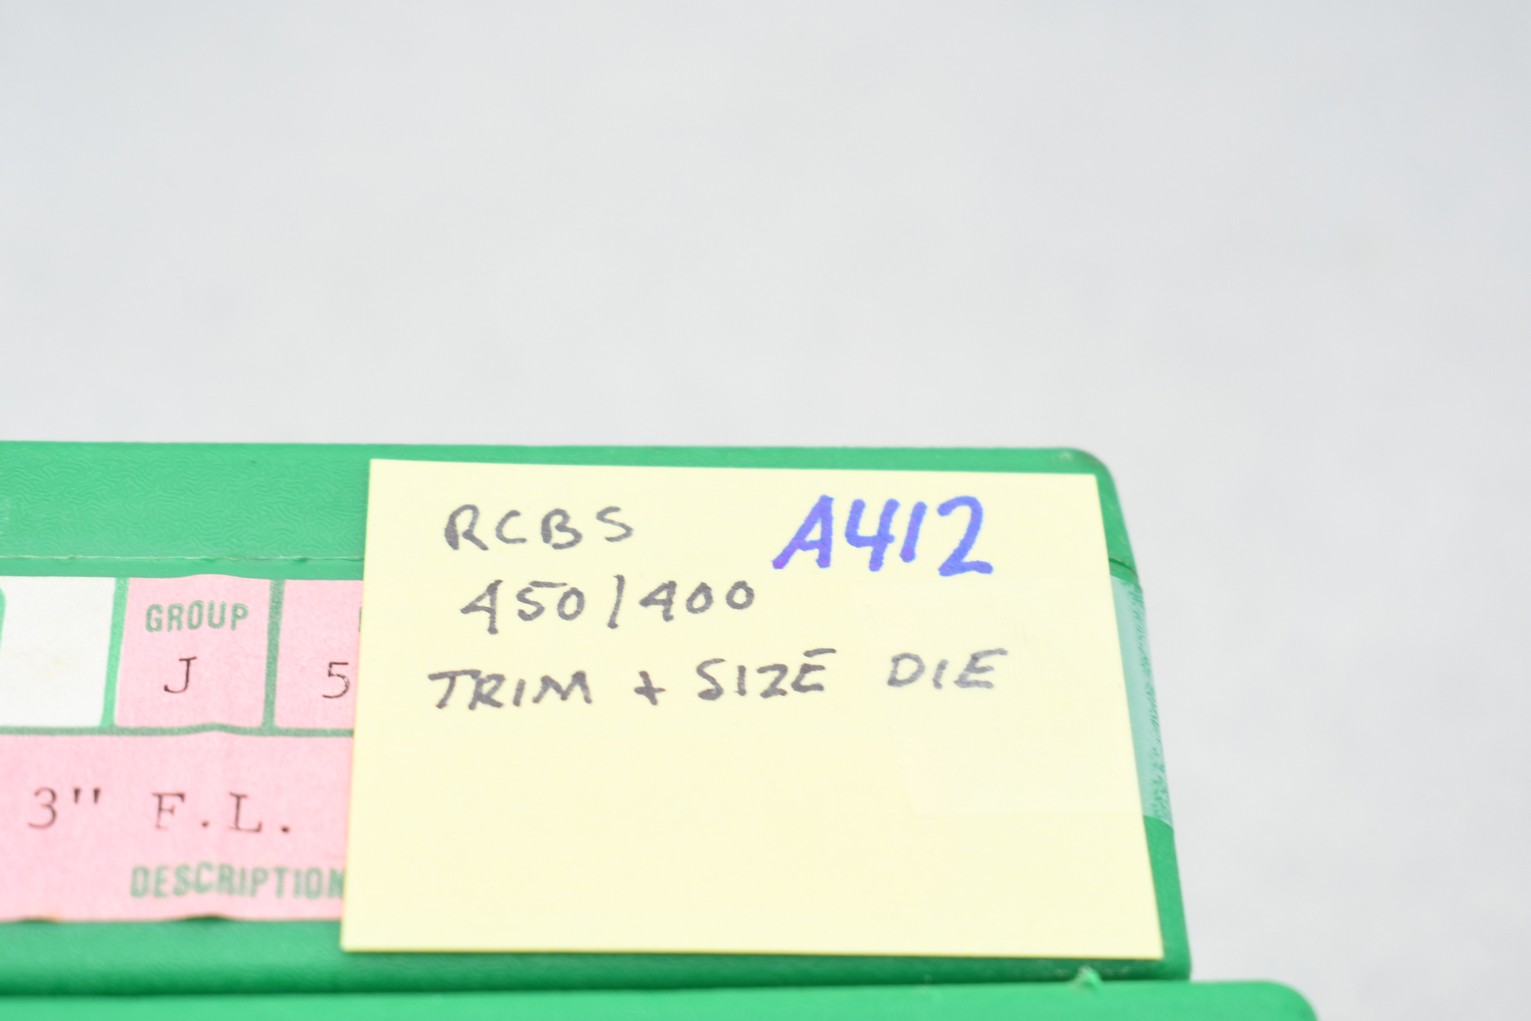 RCBS A412
450/400
TRIM + SIZE DIE
GROUP
J 5
3" F.L.
DESCRIPTION